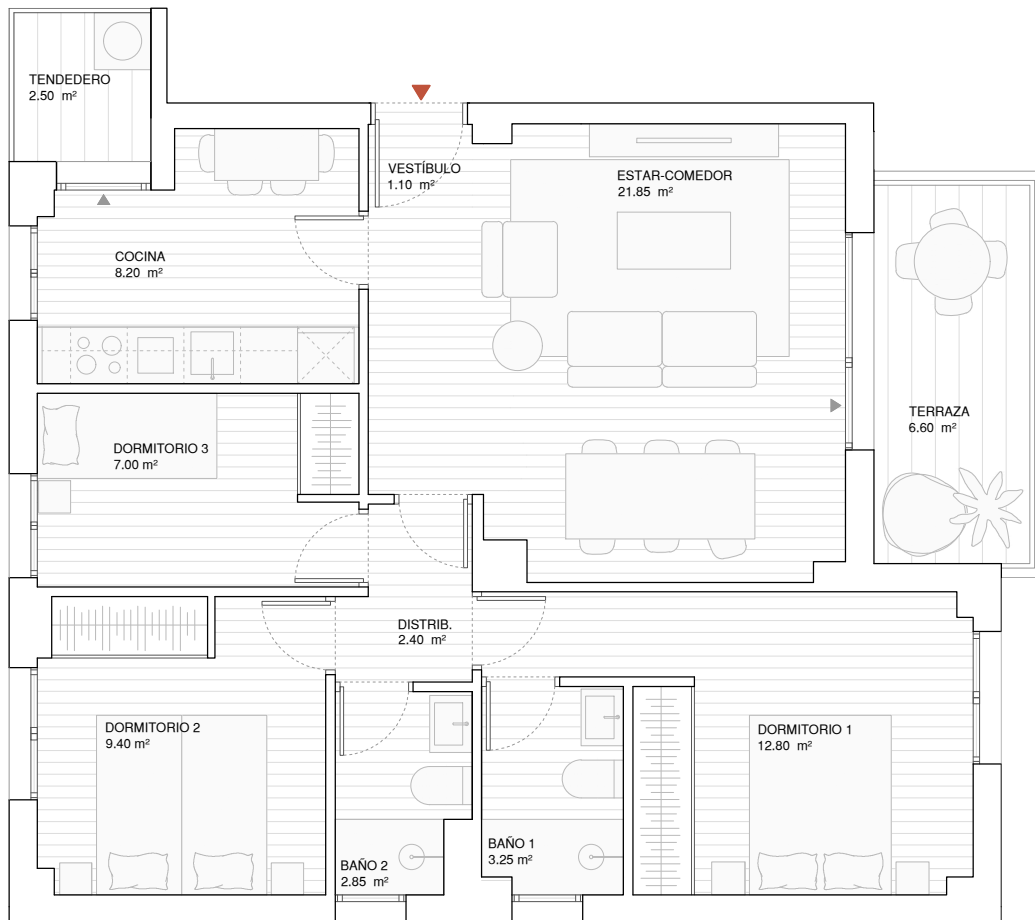 TENDEDERO
2.50 m²
VESTÍBULO
1.10 m²
ESTAR-COMEDOR
21.85 m²
COCINA
8.20 m²
TERRAZA
6.60 m²
DORMITORIO 3
7.00 m²
DISTRIB.
2.40 m²
DORMITORIO 2
9.40 m²
DORMITORIO 1
12.80 m²
BAÑO 1
3.25 m²
BAÑO 2
2.85 m²